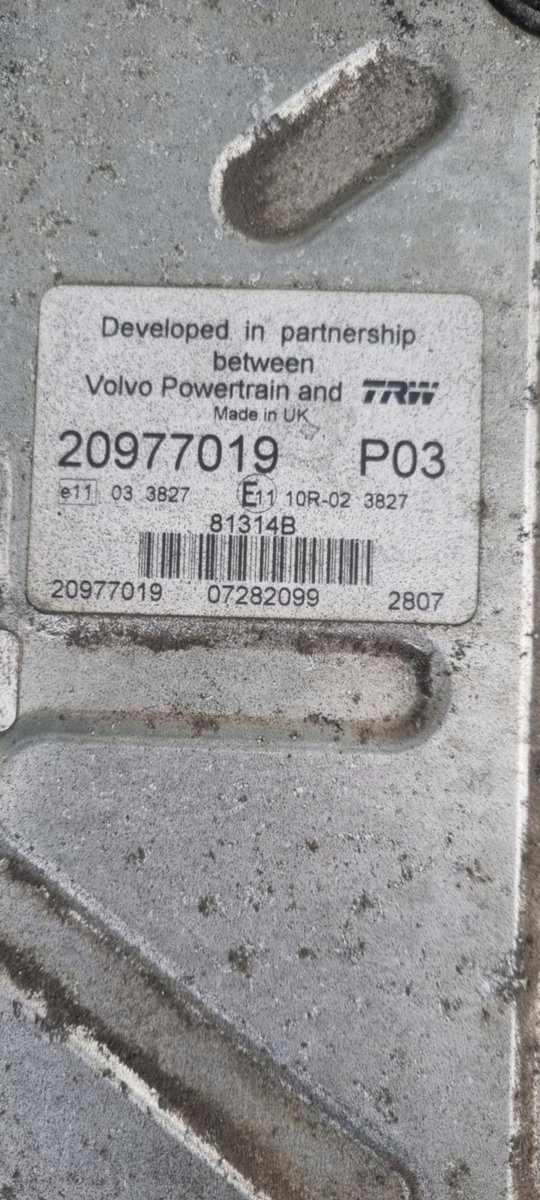 Developed in partnership
between
Volvo Powertrain and TRW
Made in UK
20977019 P03
e11 03 3827 E11 10R-02 3827
81314B
20977019 07282099 2807